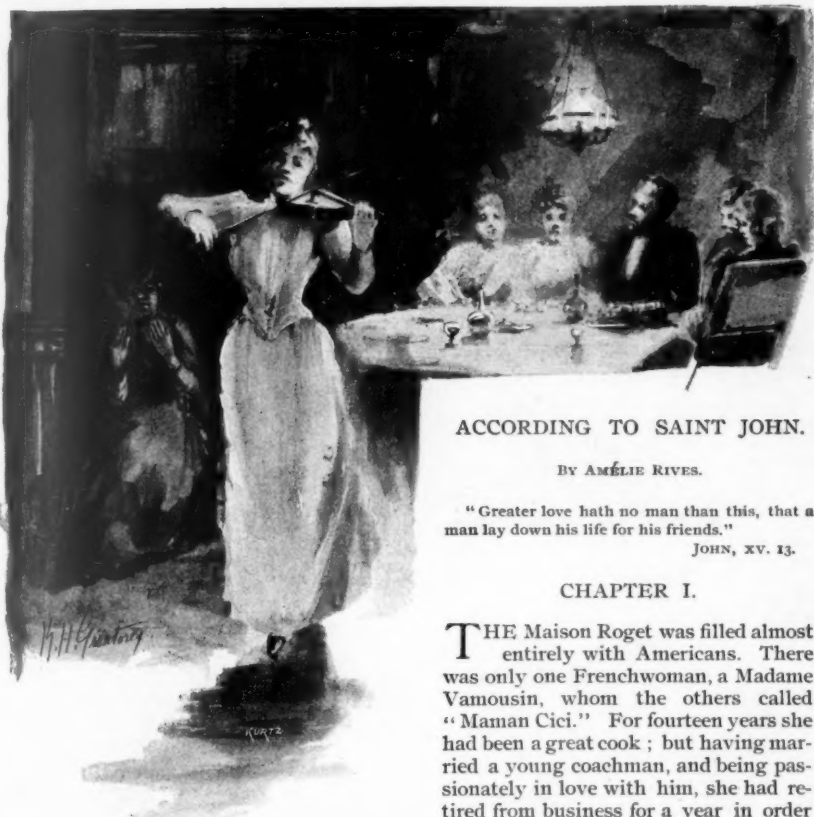 ACCORDING TO SAINT JOHN.
BY AMÉLIE RIVES.
"Greater love hath no man than this, that a
man lay down his life for his friends."
JOHN, XV. 13.
CHAPTER I.
THE Maison Roget was filled almost
entirely with Americans. There
was only one Frenchwoman, a Madame
Vamousin, whom the others called
"Maman Cici." For fourteen years she
had been a great cook; but having mar-
ried a young coachman, and being pas-
sionately in love with him, she had re-
tired from business for a year in order
KURTZ